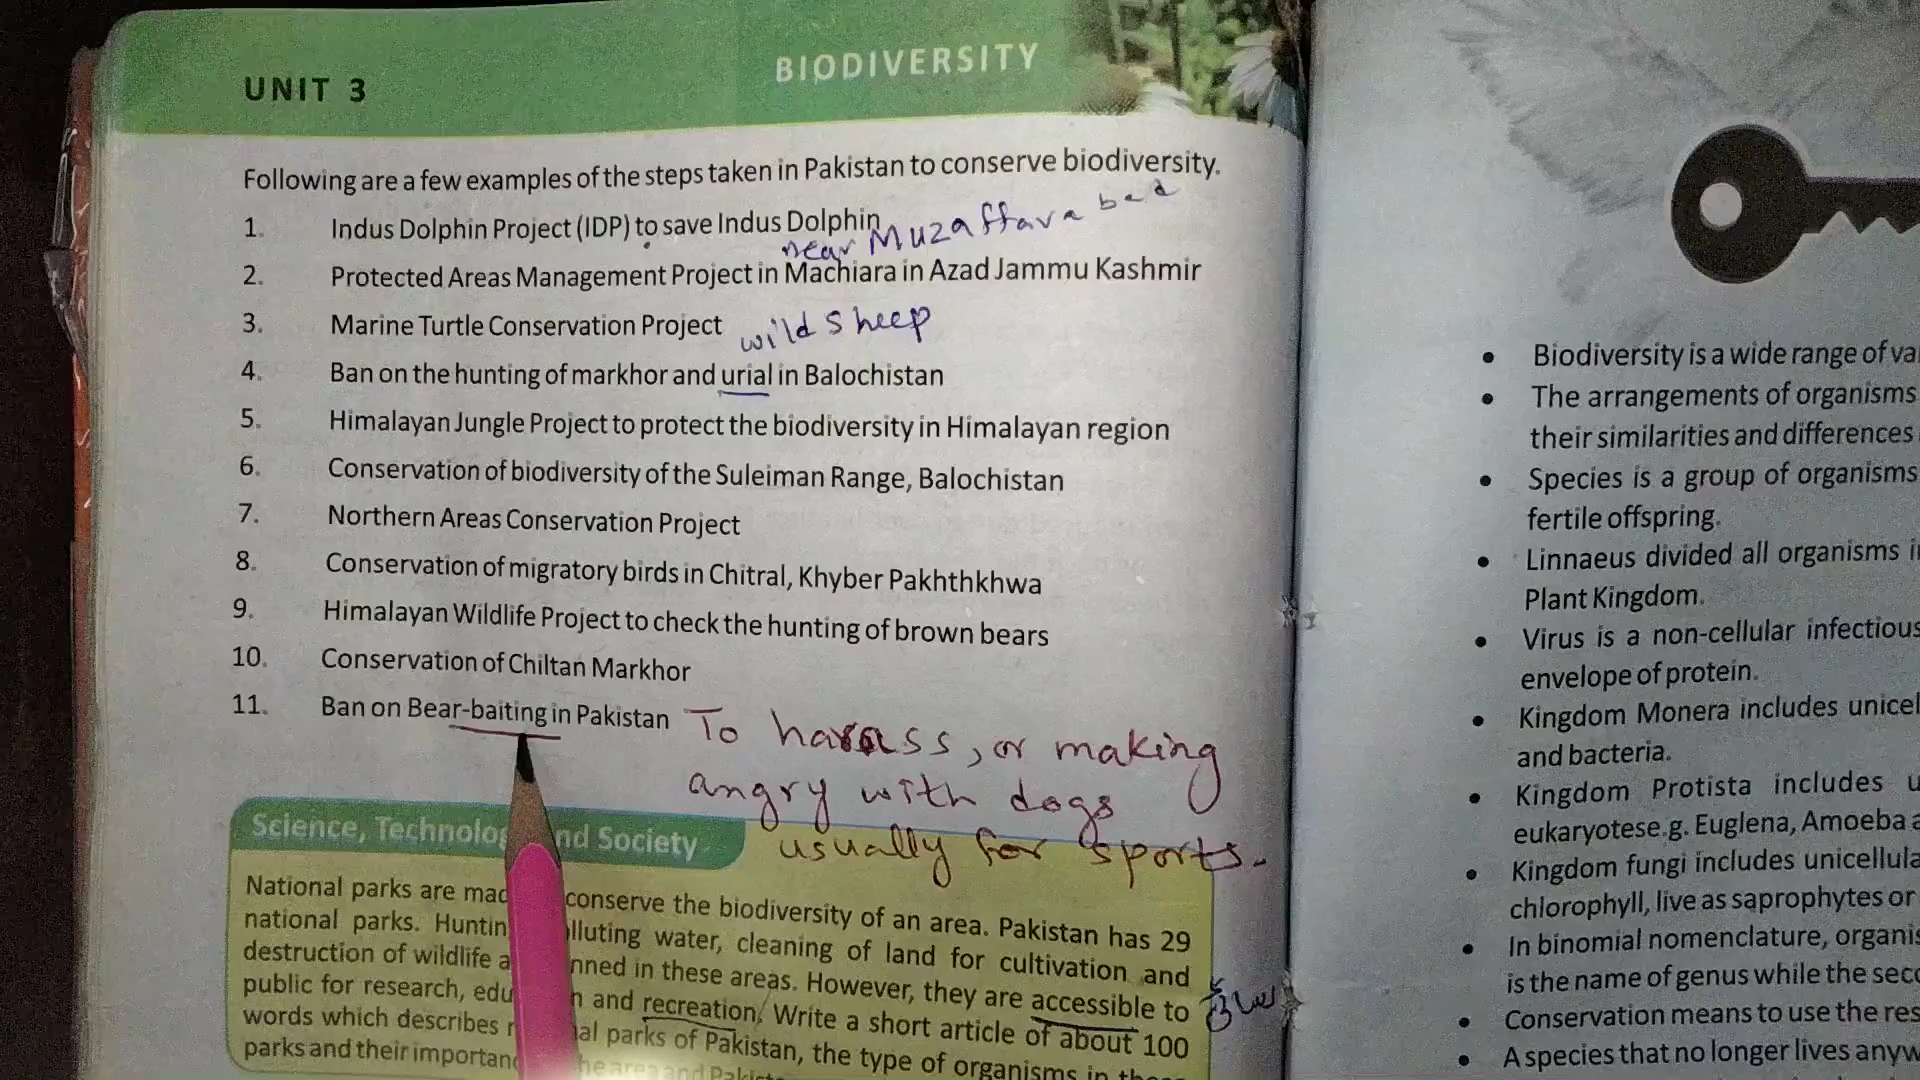 UNIT 3
BIODIVERSITY
Following are a few examples of the steps taken in Pakistan to conserve biodiversity.
1. Indus Dolphin Project (IDP) to save Indus Dolphin
near Muzaffarabad
2. Protected Areas Management Project in Machiara in Azad Jammu Kashmir
3. Marine Turtle Conservation Project
wild sheep
4. Ban on the hunting of markhor and urial in Balochistan
5. Himalayan Jungle Project to protect the biodiversity in Himalayan region
6. Conservation of biodiversity of the Suleiman Range, Balochistan
7. Northern Areas Conservation Project
8. Conservation of migratory birds in Chitral, Khyber Pakhthkhwa
9. Himalayan Wildlife Project to check the hunting of brown bears
10. Conservation of Chiltan Markhor
11. Ban on Bear-baiting in Pakistan
To harass, or making
angry with dogs
usually for sports.
Science, Technolog nd Society
National parks are mad conserve the biodiversity of an area. Pakistan has 29
national parks. Huntin lluting water, cleaning of land for cultivation and
destruction of wildlife a nned in these areas. However, they are accessible to
public for research, edu n and recreation. Write a short article of about 100
words which describes n al parks of Pakistan, the type of organisms in
parks and their importanc he area and
• Biodiversity is a wide range of va
• The arrangements of organisms
their similarities and differences
• Species is a group of organisms
fertile offspring.
• Linnaeus divided all organisms i
Plant Kingdom.
• Virus is a non-cellular infectious
envelope of protein.
• Kingdom Monera includes unicel
and bacteria.
• Kingdom Protista includes u
eukaryotese.g. Euglena, Amoeba a
• Kingdom fungi includes unicellula
chlorophyll, live as saprophytes or
• In binomial nomenclature, organis
is the name of genus while the seco
• Conservation means to use the res
• A species that no longer lives anyw